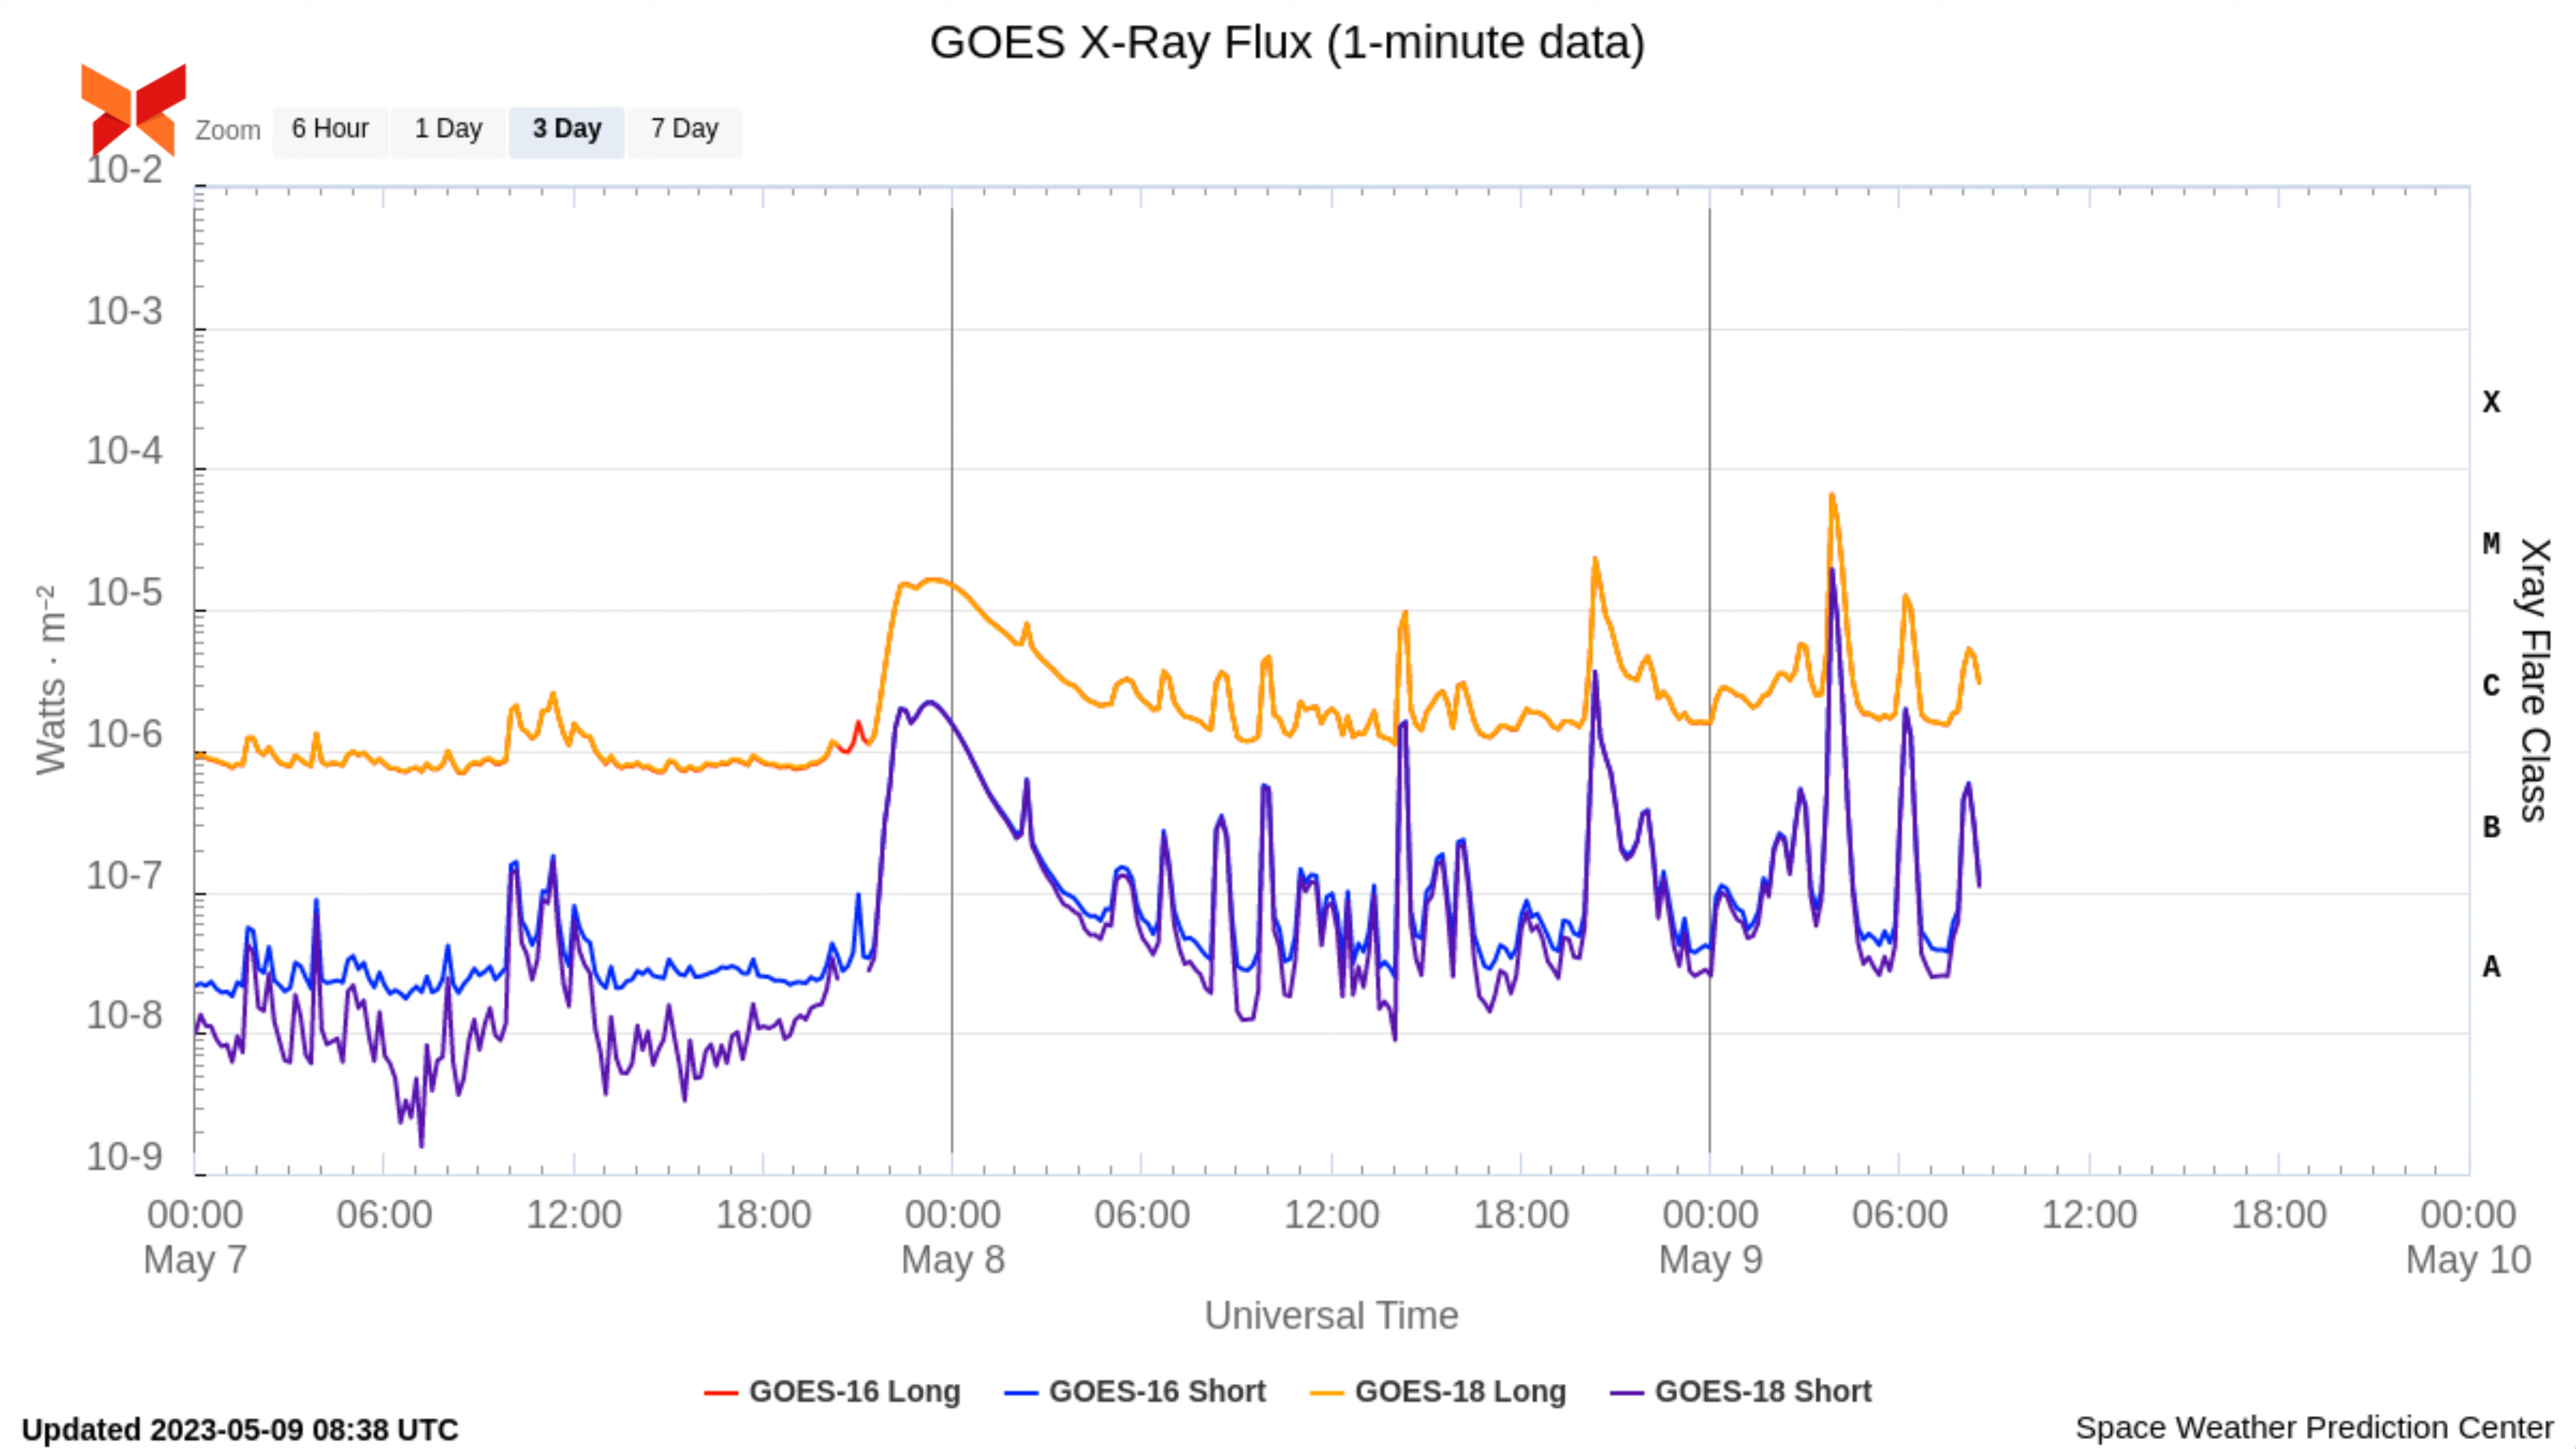 GOES X-Ray Flux (1-minute data)
Zoom 6 Hour 1 Day 3 Day 7 Day
10-2
10-3
10-4
10-5
10-6
10-7
10-8
10-9
Watts · m⁻²
X
M
C
B
A
Xray Flare Class
00:00 06:00 12:00 18:00 00:00 06:00 12:00 18:00 00:00 06:00 12:00 18:00 00:00
May 7 May 8 May 9 May 10
Universal Time
GOES-16 Long GOES-16 Short GOES-18 Long GOES-18 Short
Updated 2023-05-09 08:38 UTC
Space Weather Prediction Center